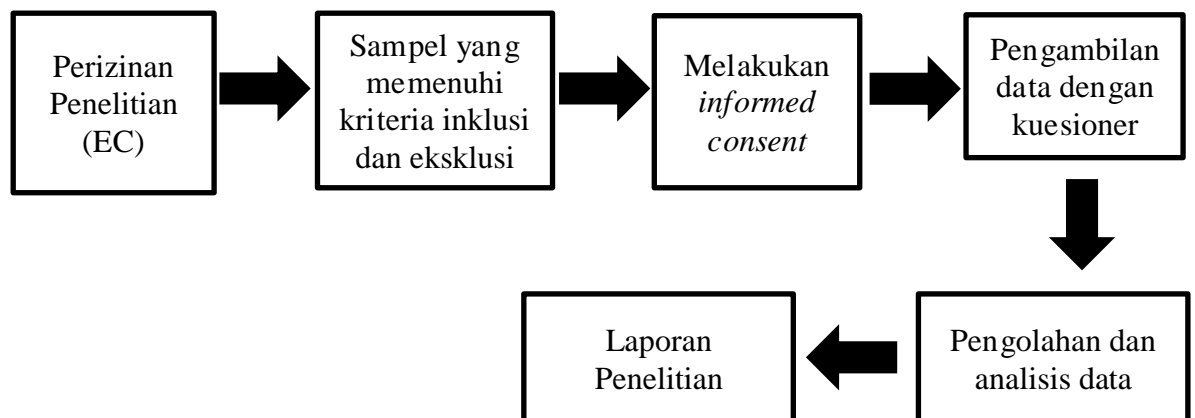 Perizinan
Penelitian
(EC)
Sampel yang
memenuhi
kriteria inklusi
dan eksklusi
Melakukan
informed
consent
Pengambilan
data dengan
kuesioner
Pengolahan dan
analisis data
Laporan
Penelitian